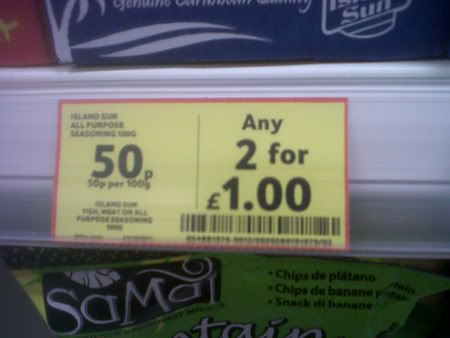 Genuine Caribbean Quality
Island
Sun
ISLAND SUN
ALL PURPOSE
SEASONING 100G
50p
50p per 100g
ISLAND SUN
FISH, MEAT OR ALL
PURPOSE SEASONING
100G
Any
2 for
£1.00
SaMai
• Chips de plátano
• Chips de banane
• Snack di banane